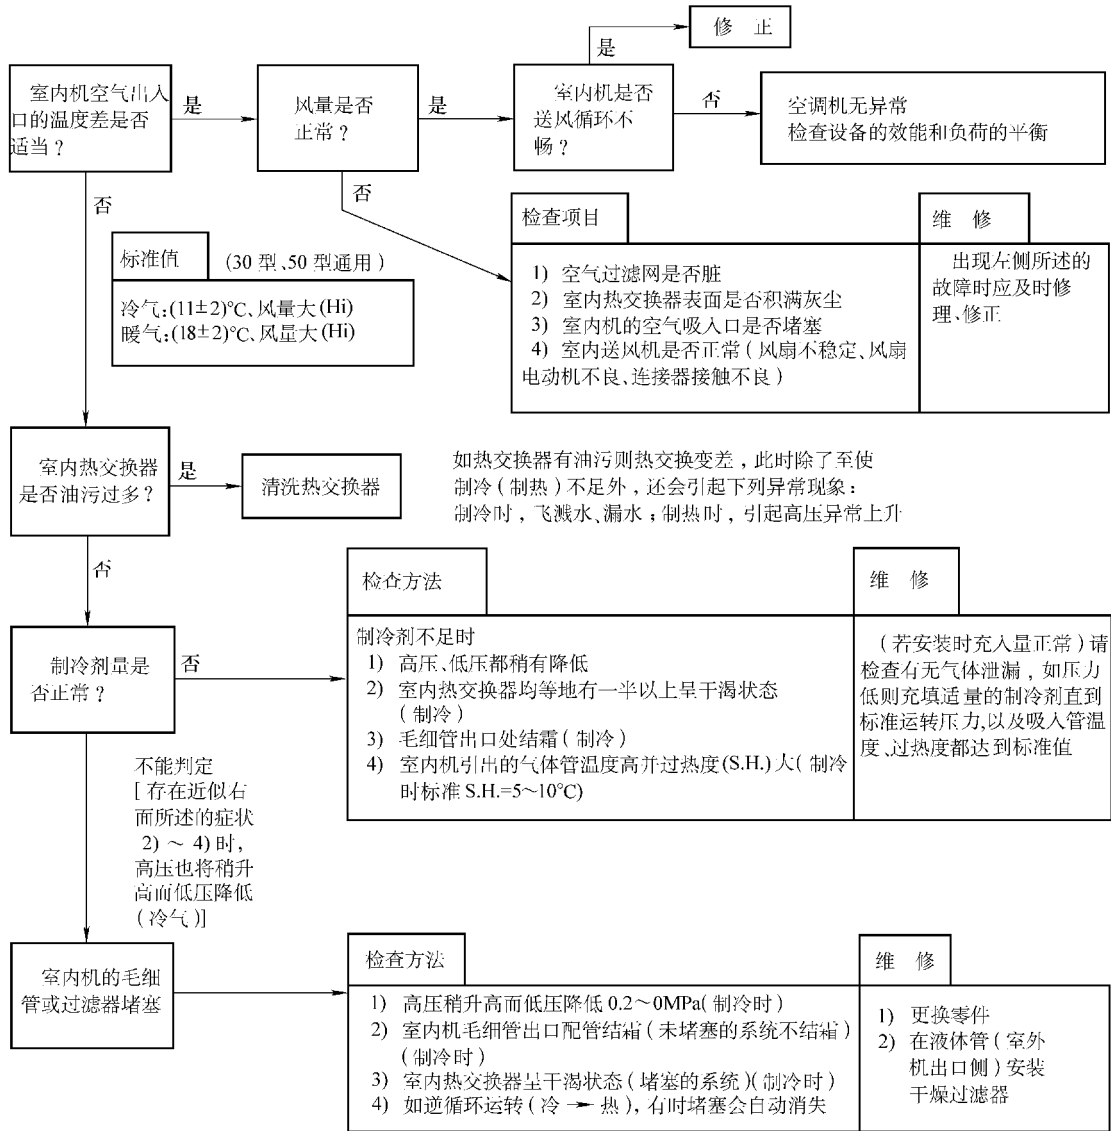 修 正
是
室内机空气出入
口的温度差是否
适当？
是
风量是否
正常？
是
室内机是否
送风循环不
畅？
否
空调机无异常
检查设备的效能和负荷的平衡
否
否
标准值
(30 型、50 型通用)
冷气：(11±2)℃、风量大(Hi)
暖气：(18±2)℃、风量大(Hi)
检查项目
维 修
1) 空气过滤网是否脏
2) 室内热交换器表面是否积满灰尘
3) 室内机的空气吸入口是否堵塞
4) 室内送风机是否正常(风扇不稳定、风扇
电动机不良、连接器接触不良)
出现左侧所述的
故障时应及时修
理、修正
室内热交换器
是否油污过多？
是
清洗热交换器
如热交换器有油污则热交换变差，此时除了至使
制冷(制热)不足外，还会引起下列异常现象：
制冷时，飞溅水、漏水；制热时，引起高压异常上升
否
制冷剂量是
否正常？
否
检查方法
维 修
制冷剂不足时
1) 高压、低压都稍有降低
2) 室内热交换器均等地有一半以上呈干渴状态
(制冷)
3) 毛细管出口处结霜(制冷)
4) 室内机引出的气体管温度高并过热度(S.H.)大(制冷
时标准 S.H.=5～10℃)
(若安装时充入量正常)请
检查有无气体泄漏，如压力
低则充填适量的制冷剂直到
标准运转压力，以及吸入管温
度、过热度都达到标准值
不能判定
[存在近似右
面所述的症状
2) ～ 4)时，
高压也将稍升
高而低压降低
(冷气)]
室内机的毛细
管或过滤器堵塞
检查方法
维 修
1) 高压稍升高而低压降低 0.2～0MPa(制冷时)
2) 室内机毛细管出口配管结霜(未堵塞的系统不结霜)
(制冷时)
3) 室内热交换器呈干渴状态(堵塞的系统)(制冷时)
4) 如逆循环运转(冷→热)，有时堵塞会自动消失
1) 更换零件
2) 在液体管(室外
机出口侧)安装
干燥过滤器